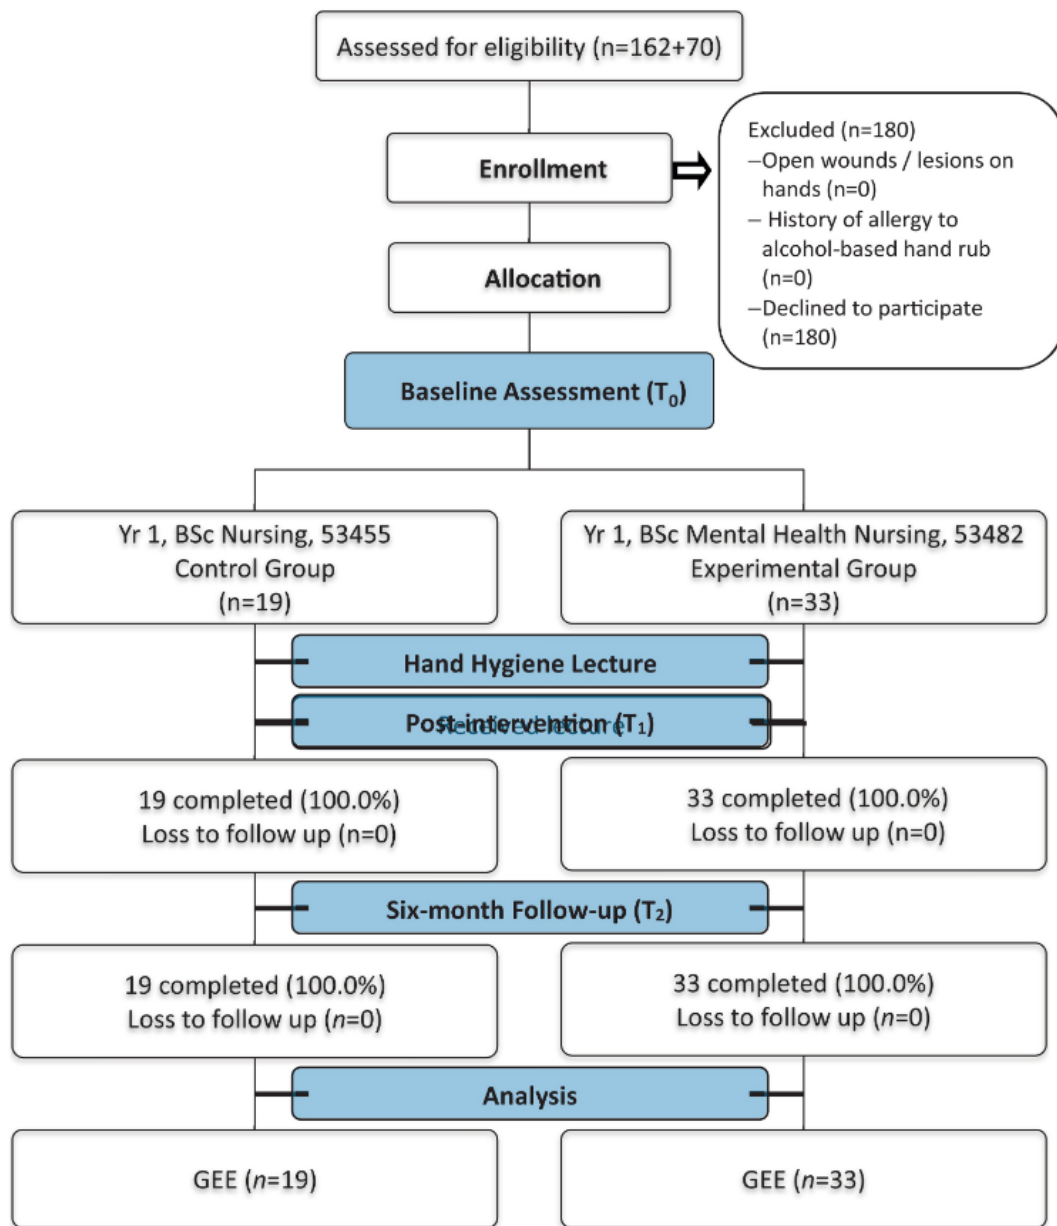 Assessed for eligibility (n=162+70)
Enrollment
Excluded (n=180)
–Open wounds / lesions on
hands (n=0)
– History of allergy to
alcohol-based hand rub
(n=0)
–Declined to participate
(n=180)
Allocation
Baseline Assessment (T₀)
Yr 1, BSc Nursing, 53455
Control Group
(n=19)
Yr 1, BSc Mental Health Nursing, 53482
Experimental Group
(n=33)
Hand Hygiene Lecture
Post-intervention (T₁)
Received lecture
19 completed (100.0%)
Loss to follow up (n=0)
33 completed (100.0%)
Loss to follow up (n=0)
Six-month Follow-up (T₂)
19 completed (100.0%)
Loss to follow up (n=0)
33 completed (100.0%)
Loss to follow up (n=0)
Analysis
GEE (n=19)
GEE (n=33)